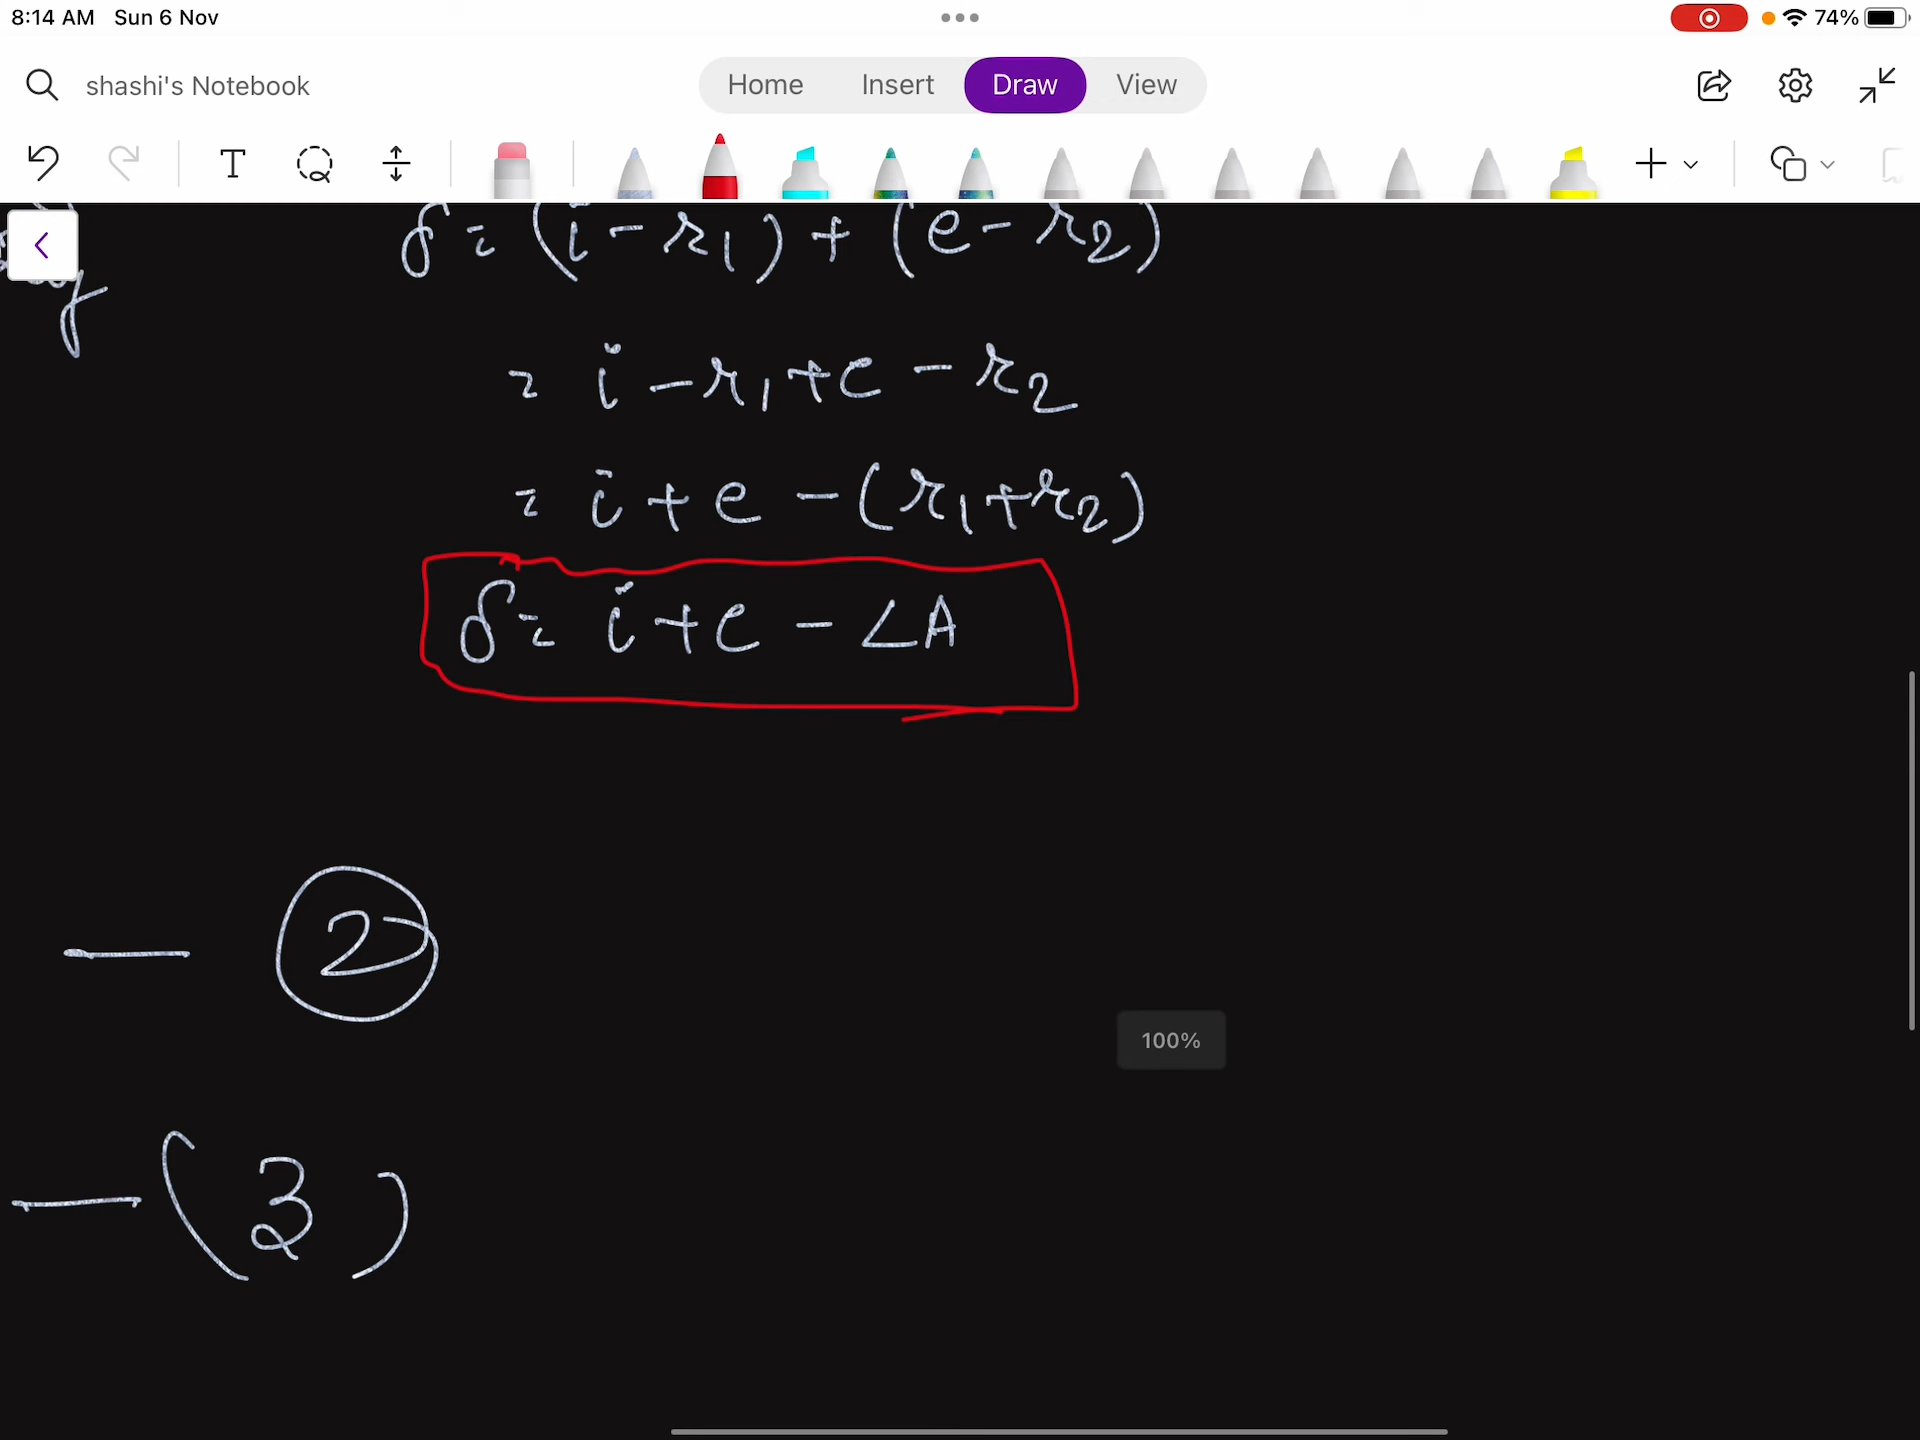 8:14 AM Sun 6 Nov
74%
shashi's Notebook
Home Insert Draw View
T
δ = (i - r1) + (e - r2)
= i - r1 + e - r2
= i + e - (r1 + r2)
δ = i + e - ∠A
— 2
100%
— (3)